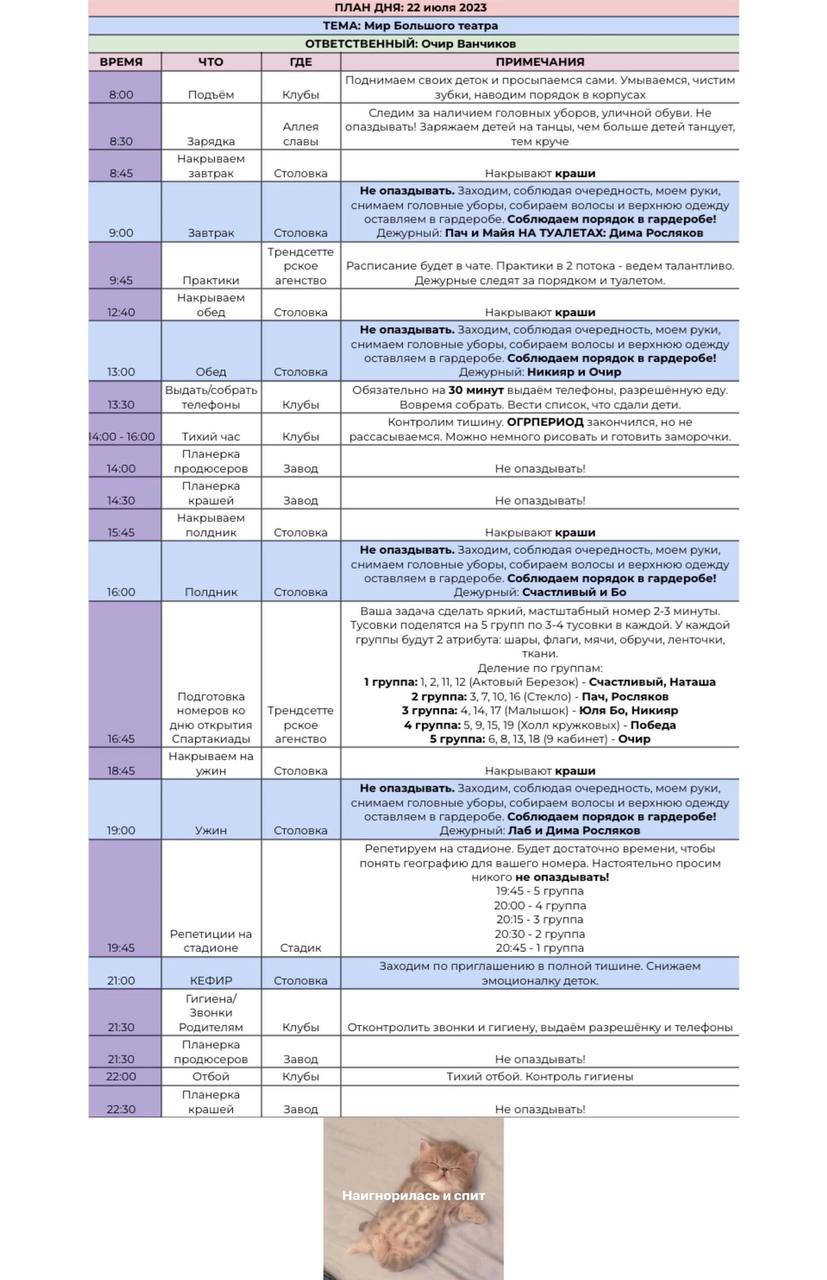 ПЛАН ДНЯ: 22 июля 2023
ТЕМА: Мир Большого театра
ОТВЕТСТВЕННЫЙ: Очир Ванчиков
ВРЕМЯ ЧТО ГДЕ ПРИМЕЧАНИЯ
8:00 Подъём Клубы Поднимаем своих деток и просыпаемся сами. Умываемся, чистим
зубки, наводим порядок в корпусах
8:30 Зарядка Аллея
славы
Следим за наличием головных уборов, уличной обуви. Не
опаздывать! Заряжаем детей на танцы, чем больше детей танцует,
тем круче
8:45 Накрываем
завтрак
Столовка Накрывают краши
9:00 Завтрак Столовка Не опаздывать. Заходим, соблюдая очередность, моем руки,
снимаем головные уборы, собираем волосы и верхнюю одежду
оставляем в гардеробе. Соблюдаем порядок в гардеробе!
Дежурный: Пач и Майя НА ТУАЛЕТАХ: Дима Росляков
9:45 Практики Трендсетте
рское
агенство
Расписание будет в чате. Практики в 2 потока - ведем талантливо.
Дежурные следят за порядком и туалетом.
12:40 Накрываем
обед
Столовка Накрывают краши
13:00 Обед Столовка Не опаздывать. Заходим, соблюдая очередность, моем руки,
снимаем головные уборы, собираем волосы и верхнюю одежду
оставляем в гардеробе. Соблюдаем порядок в гардеробе!
Дежурный: Никияр и Очир
13:30 Выдать/собрать
телефоны
Клубы Обязательно на 30 минут выдаём телефоны, разрешённую еду.
Вовремя собрать. Вести список, что сдали дети.
14:00 - 16:00 Тихий час Клубы Контролим тишину. ОГРПЕРИОД закончился, но не
рассасываемся. Можно немного рисовать и готовить заморочки.
14:00 Планерка
продюсеров
Завод Не опаздывать!
14:30 Планерка
крашей
Завод Не опаздывать!
15:45 Накрываем
полдник
Столовка Накрывают краши
16:00 Полдник Столовка Не опаздывать. Заходим, соблюдая очередность, моем руки,
снимаем головные уборы, собираем волосы и верхнюю одежду
оставляем в гардеробе. Соблюдаем порядок в гардеробе!
Дежурный: Счастливый и Бо
16:45 Подготовка
номеров ко
дню открытия
Спартакиады
Трендсетте
рское
агенство
Ваша задача сделать яркий, мастштабный номер 2-3 минуты.
Тусовки поделятся на 5 групп по 3-4 тусовки в каждой. У каждой
группы будут 2 атрибута: шары, флаги, мячи, обручи, ленточки,
ткани.
Деление по группам:
1 группа: 1, 2, 11, 12 (Актовый Березок) - Счастливый, Наташа
2 группа: 3, 7, 10, 16 (Стекло) - Пач, Росляков
3 группа: 4, 14, 17 (Малышок) - Юля Бо, Никияр
4 группа: 5, 9, 15, 19 (Холл кружковых) - Победа
5 группа: 6, 8, 13, 18 (9 кабинет) - Очир
18:45 Накрываем на
ужин
Столовка Накрывают краши
19:00 Ужин Столовка Не опаздывать. Заходим, соблюдая очередность, моем руки,
снимаем головные уборы, собираем волосы и верхнюю одежду
оставляем в гардеробе. Соблюдаем порядок в гардеробе!
Дежурный: Лаб и Дима Росляков
19:45 Репетиции на
стадионе
Стадик Репетируем на стадионе. Будет достаточно времени, чтобы
понять географию для вашего номера. Настоятельно просим
никого не опаздывать!
19:45 - 5 группа
20:00 - 4 группа
20:15 - 3 группа
20:30 - 2 группа
20:45 - 1 группа
21:00 КЕФИР Столовка Заходим по приглашению в полной тишине. Снижаем
эмоционалку деток.
21:30 Гигиена/
Звонки
Родителям
Клубы Отконтролить звонки и гигиену, выдаём разрешёнку и телефоны
21:30 Планерка
продюсеров
Завод Не опаздывать!
22:00 Отбой Клубы Тихий отбой. Контроль гигиены
22:30 Планерка
крашей
Завод Не опаздывать!
Наигнорилась и спит